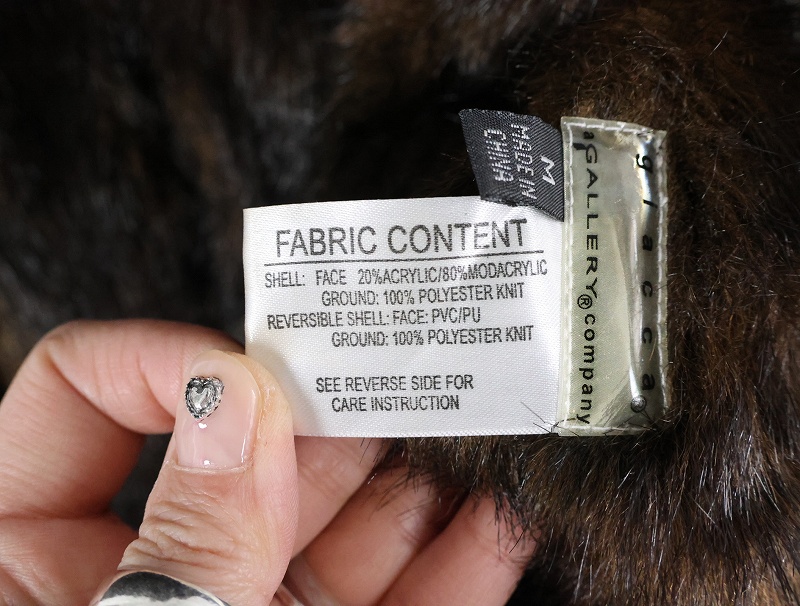 FABRIC CONTENT
SHELL: FACE 20%ACRYLIC/80%MODACRYLIC
GROUND: 100% POLYESTER KNIT
REVERSIBLE SHELL: FACE: PVC/PU
GROUND: 100% POLYESTER KNIT
SEE REVERSE SIDE FOR
CARE INSTRUCTION
M
MADE IN
CHINA
glacca
GALLERY®company